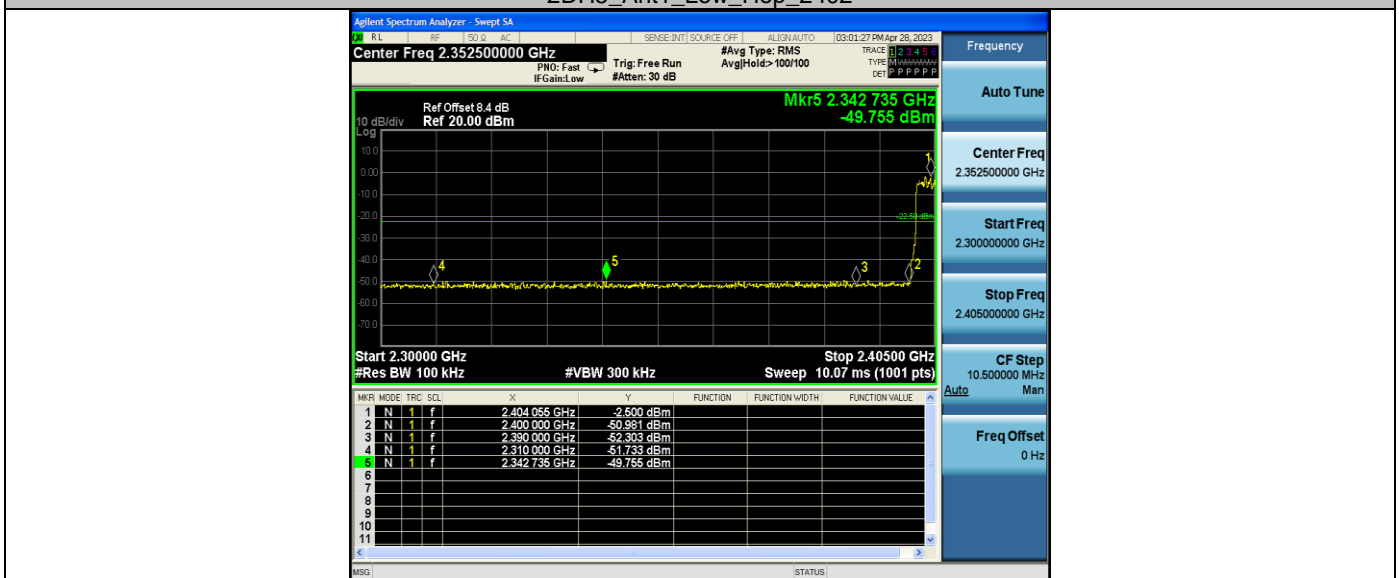 2DH5_Ant1_Low_Hop_2402
Agilent Spectrum Analyzer - Swept SA
RL RF 50 Ω AC SENSE:INT SOURCE OFF ALIGN AUTO 03:01:27 PM Apr 28, 2023
Center Freq 2.352500000 GHz
PNO: Fast
IFGain:Low
Trig: Free Run
#Atten: 30 dB
#Avg Type: RMS
Avg|Hold:>100/100
TRACE 1 2 3 4 5 6
TYPE M
DET P P P P P P
Mkr5 2.342 735 GHz
-49.755 dBm
Ref Offset 8.4 dB
10 dB/div Ref 20.00 dBm
Log
10.0
0.00
-10.0
-20.0
-30.0
-40.0
-50.0
-60.0
-70.0
1
-22.50 dBm
4
5
3
2
Start 2.30000 GHz Stop 2.40500 GHz
#Res BW 100 kHz #VBW 300 kHz Sweep 10.07 ms (1001 pts)
MKR MODE TRC SCL X Y FUNCTION FUNCTION WIDTH FUNCTION VALUE
1 N 1 f 2.404 055 GHz -2.500 dBm
2 N 1 f 2.400 000 GHz -50.981 dBm
3 N 1 f 2.390 000 GHz -52.303 dBm
4 N 1 f 2.310 000 GHz -51.733 dBm
5 N 1 f 2.342 735 GHz -49.755 dBm
6
7
8
9
10
11
MSG STATUS
Frequency
Auto Tune
Center Freq
2.352500000 GHz
Start Freq
2.300000000 GHz
Stop Freq
2.405000000 GHz
CF Step
10.500000 MHz
Auto Man
Freq Offset
0 Hz